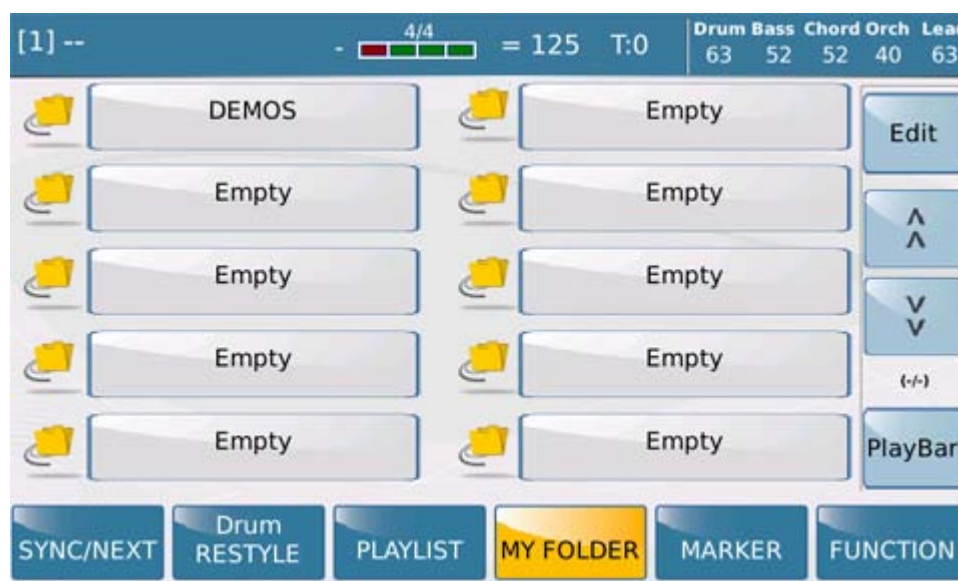 [1] -- - 4/4 = 125 T:0
Drum Bass Chord Orch Lead
63 52 52 40 63
DEMOS Empty Edit
Empty Empty
Empty Empty
Empty Empty (-/-)
Empty Empty PlayBar
SYNC/NEXT Drum RESTYLE PLAYLIST MY FOLDER MARKER FUNCTION